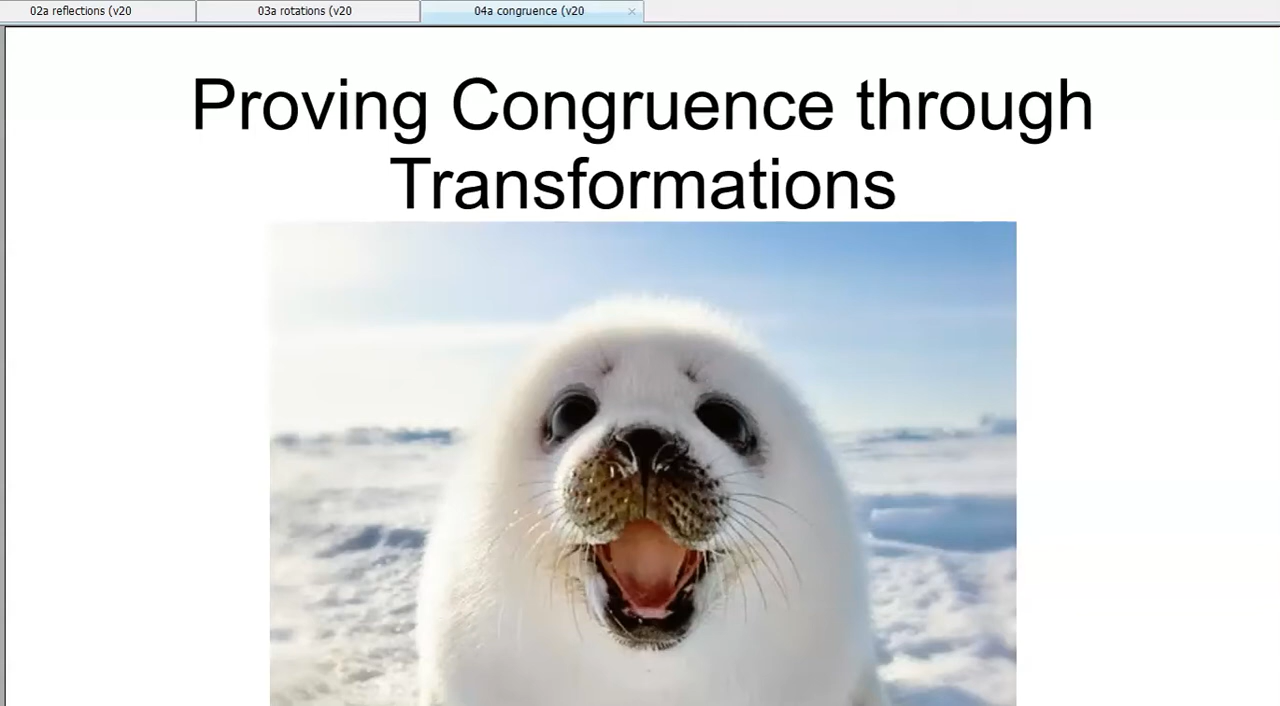 02a reflections (v20
03a rotations (v20
04a congruence (v20
Proving Congruence through
Transformations